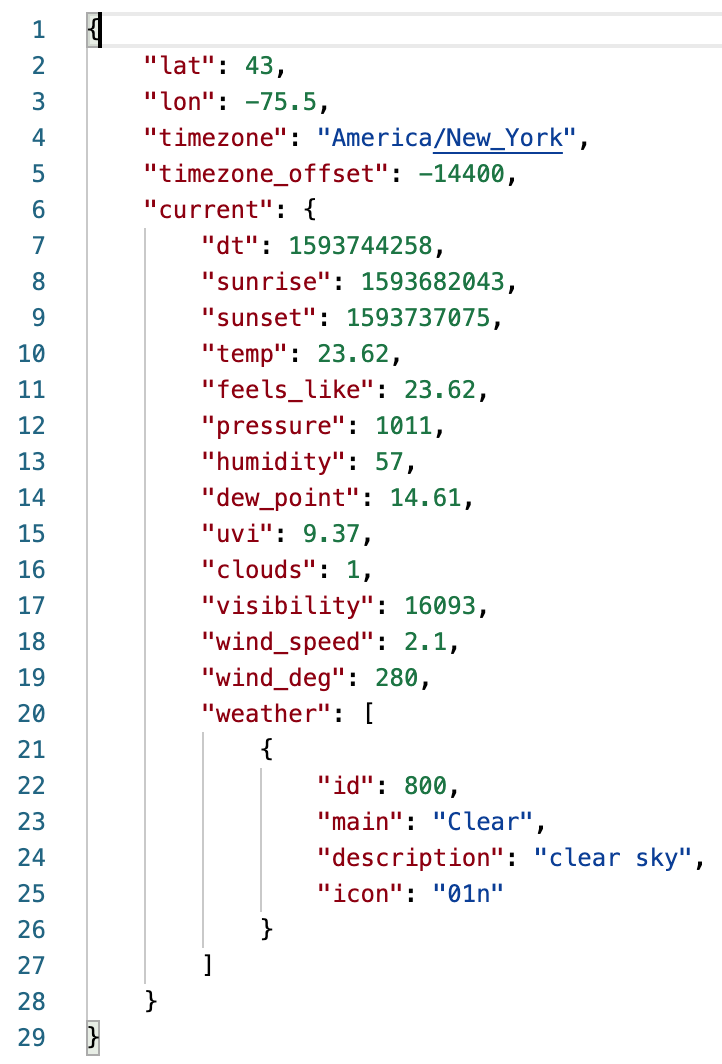 1 {
2     "lat": 43,
3     "lon": -75.5,
4     "timezone": "America/New_York",
5     "timezone_offset": -14400,
6     "current": {
7         "dt": 1593744258,
8         "sunrise": 1593682043,
9         "sunset": 1593737075,
10         "temp": 23.62,
11         "feels_like": 23.62,
12         "pressure": 1011,
13         "humidity": 57,
14         "dew_point": 14.61,
15         "uvi": 9.37,
16         "clouds": 1,
17         "visibility": 16093,
18         "wind_speed": 2.1,
19         "wind_deg": 280,
20         "weather": [
21             {
22                 "id": 800,
23                 "main": "Clear",
24                 "description": "clear sky",
25                 "icon": "01n"
26             }
27         ]
28     }
29 }